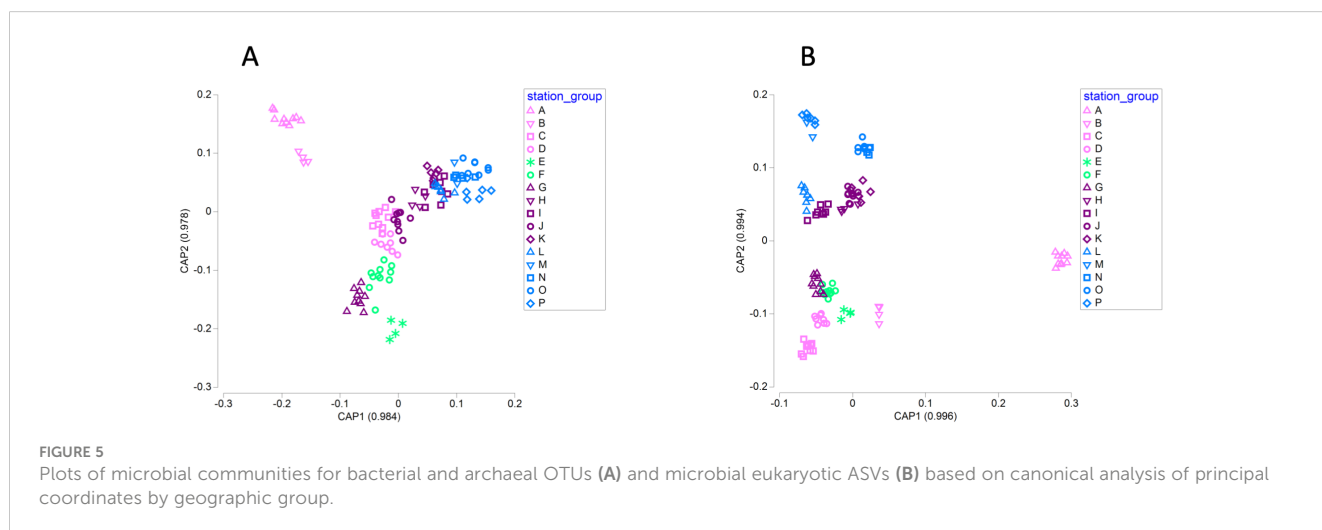 A
B
0.2
0.1
0
-0.1
-0.2
-0.3
CAP2 (0.978)
-0.3
-0.2
-0.1
0
0.1
0.2
CAP1 (0.984)
station_group
A
B
C
D
E
F
G
H
I
J
K
L
M
N
O
P
0.2
0.1
0
-0.1
-0.2
CAP2 (0.994)
-0.1
0
0.1
0.2
0.3
CAP1 (0.996)
station_group
A
B
C
D
E
F
G
H
I
J
K
L
M
N
O
P
FIGURE 5
Plots of microbial communities for bacterial and archaeal OTUs (A) and microbial eukaryotic ASVs (B) based on canonical analysis of principal
coordinates by geographic group.